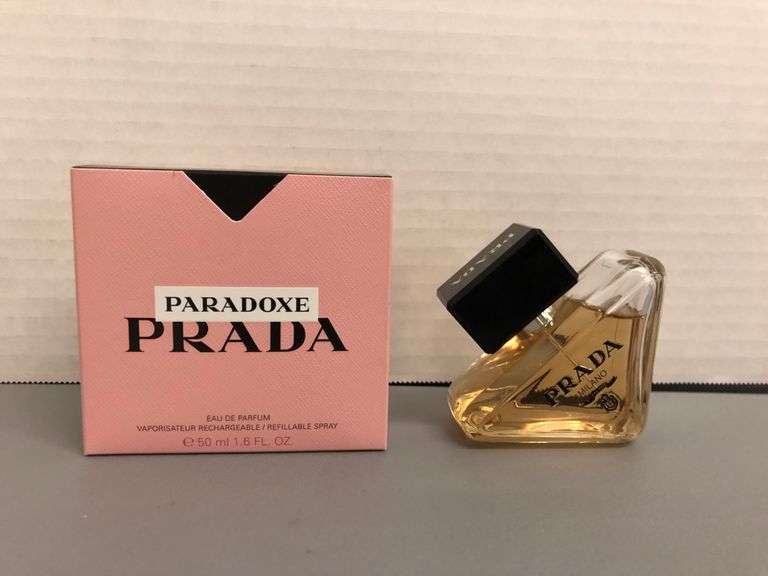 PARADOXE
PRADA
EAU DE PARFUM
VAPORISATEUR RECHARGEABLE / REFILLABLE SPRAY
℮ 50 ml 1.6 FL. OZ.
PRADA
PRADA
MILANO